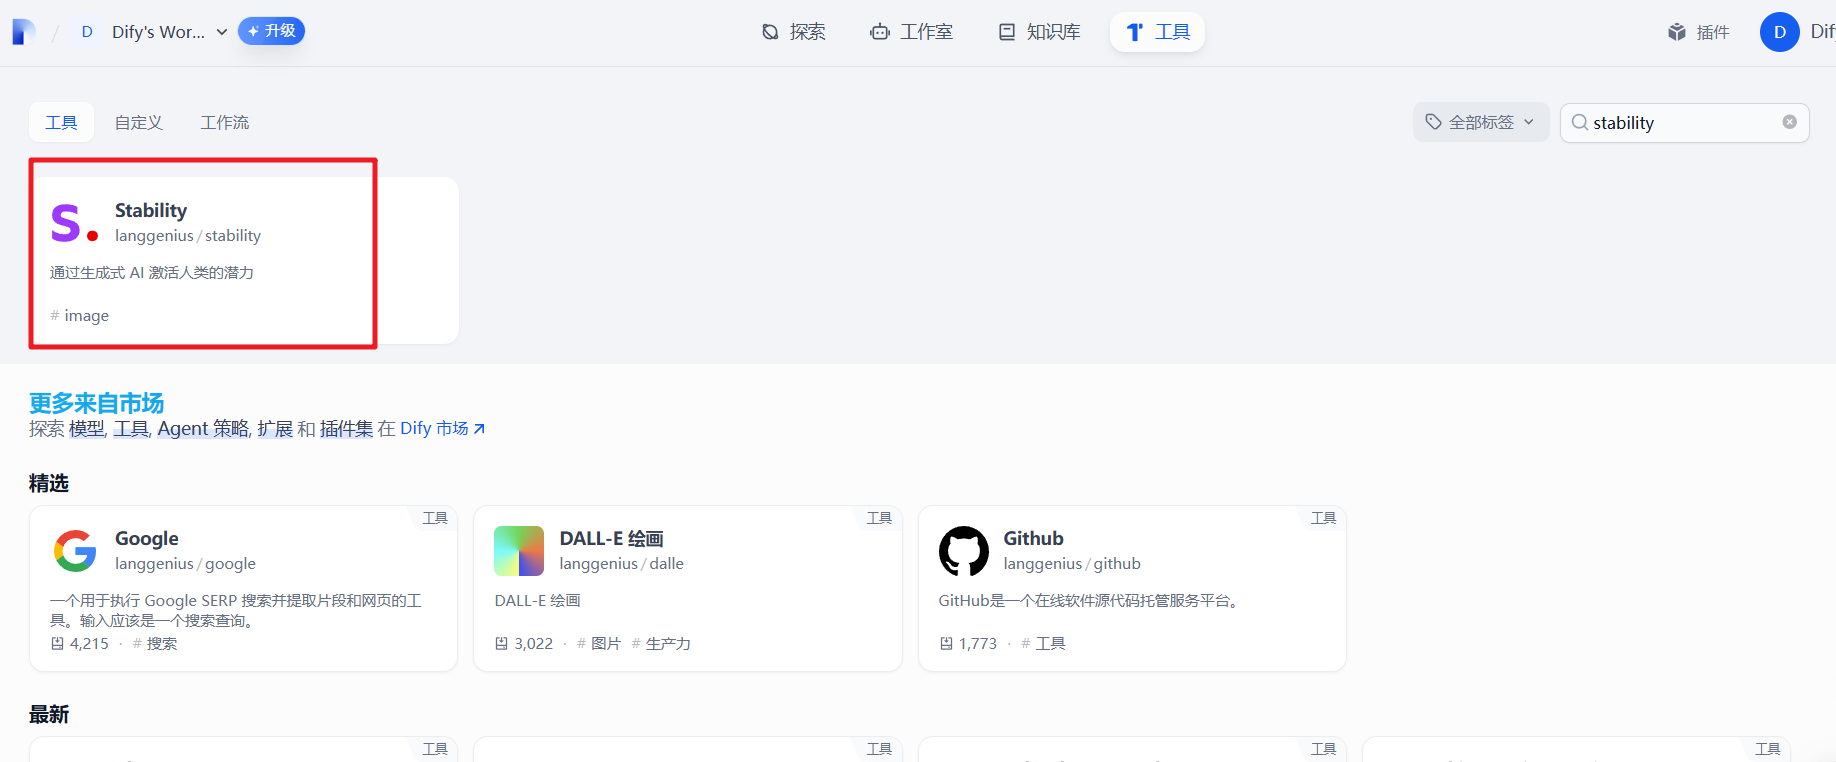 D Dify's Wor... 升级 探索 工作室 知识库 工具 插件 D Dify
工具 自定义 工作流 全部标签 stability
S.
Stability
langgenius / stability
通过生成式 AI 激活人类的潜力
# image
更多来自市场
探索 模型, 工具, Agent 策略, 扩展 和 插件集 在 Dify 市场
精选
工具
Google
langgenius / google
一个用于执行 Google SERP 搜索并提取片段和网页的工
具。输入应该是一个搜索查询。
4,215 · # 搜索
工具
DALL-E 绘画
langgenius / dalle
DALL-E 绘画
3,022 · # 图片 # 生产力
工具
Github
langgenius / github
GitHub是一个在线软件源代码托管服务平台。
1,773 · # 工具
最新
工具 工具 工具 工具